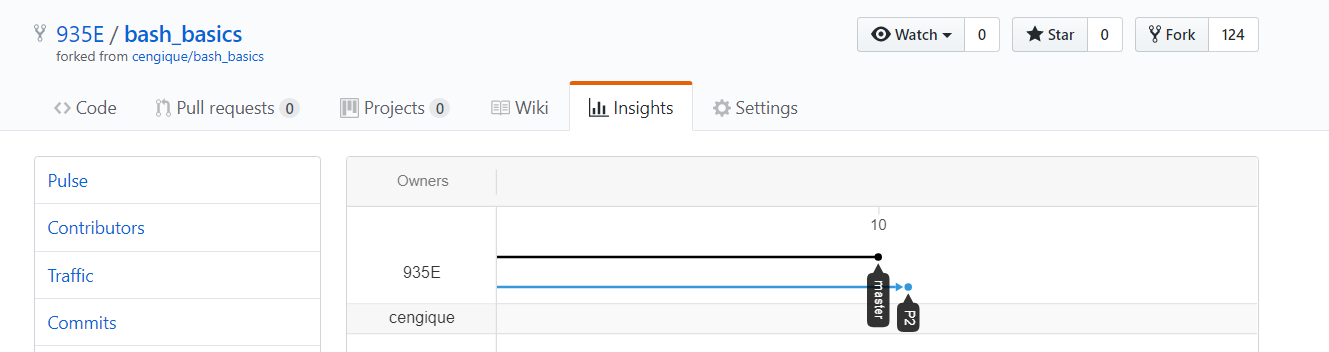 935E / bash_basics
forked from cengique/bash_basics
Watch 0 Star 0 Fork 124
Code Pull requests 0 Projects 0 Wiki Insights Settings
Pulse
Contributors
Traffic
Commits
Owners
10
935E
master
P2
cengique